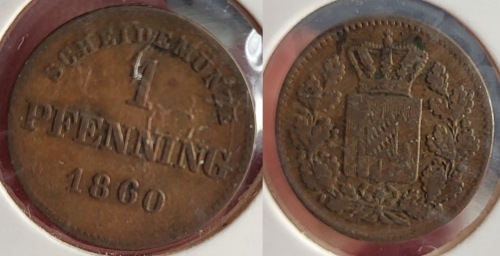 SCHEIDEMÜNZE
1
PFENNING
1860